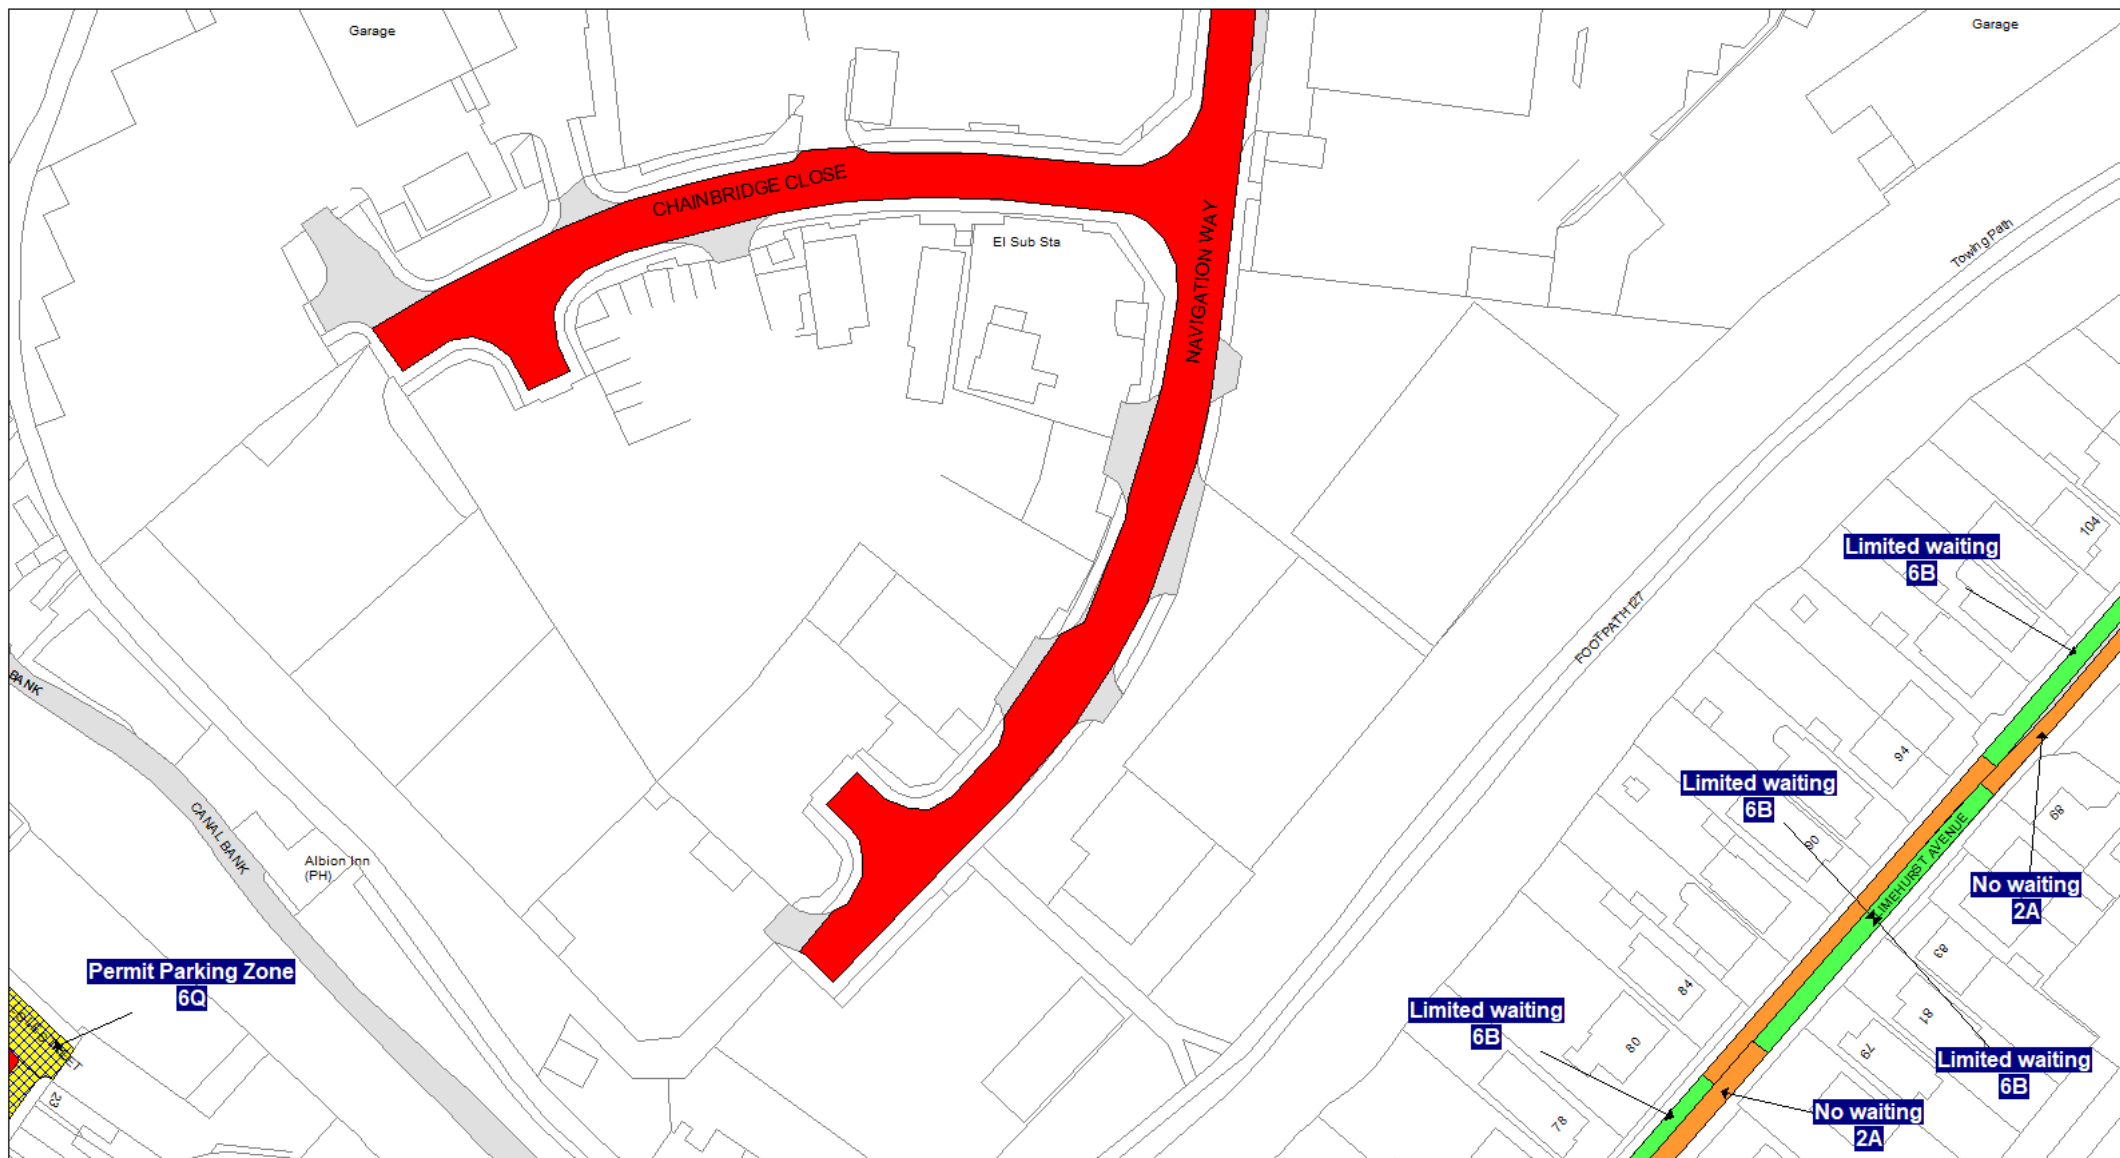 Garage
Garage
CHAINBRIDGE CLOSE
El Sub Sta
NAVIGATION WAY
Towing Path
104
Limited waiting
6B
FOOTPATH 127
BANK
94
Limited waiting
6B
CANAL BANK
Albion Inn
(PH)
90
89
LIMEHURST AVENUE
No waiting
2A
83
Permit Parking Zone
6Q
84
Limited waiting
6B
81
80
79
Limited waiting
6B
23
78
No waiting
2A